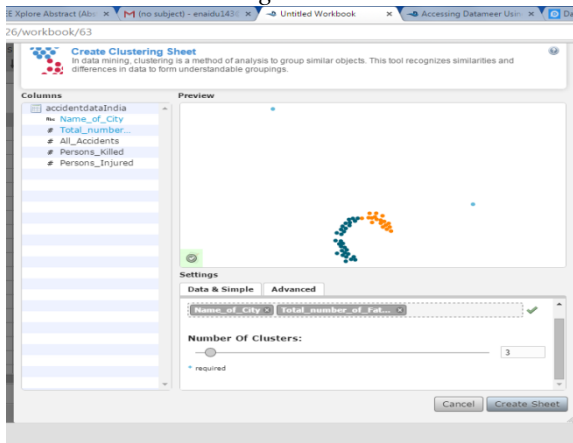 E Xplore Abstract (Abs
(no subject) - enaidu143
Untitled Workbook
Accessing Datameer Usin
Da
26/workbook/63
Create Clustering Sheet
In data mining, clustering is a method of analysis to group similar objects. This tool recognizes similarities and
differences in data to form understandable groupings.
Columns
accidentdataIndia
Abc Name_of_City
# Total_number...
# All_Accidents
# Persons_Killed
# Persons_Injured
Preview
Settings
Data & Simple
Advanced
Name_of_City
Total_number_of_Fat...
Number Of Clusters:
3
* required
Cancel
Create Sheet